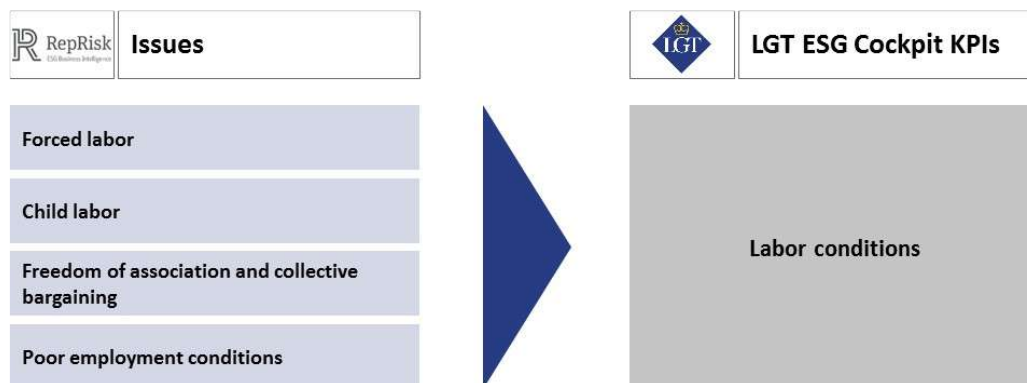 RepRisk
ESG Business Intelligence
Issues
LGT
LGT ESG Cockpit KPIs
Forced labor
Child labor
Freedom of association and collective
bargaining
Poor employment conditions
Labor conditions